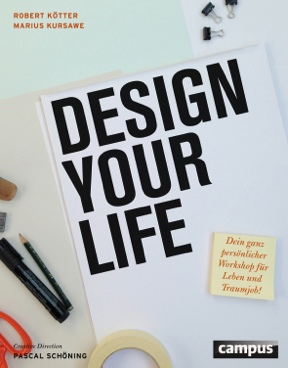 ROBERT KÖTTER
MARIUS KURSAWE
DESIGN
YOUR
LIFE
Dein ganz
persönlicher
Workshop für
Leben und
Traumjob!
Creative Direction
PASCAL SCHÖNING
campus